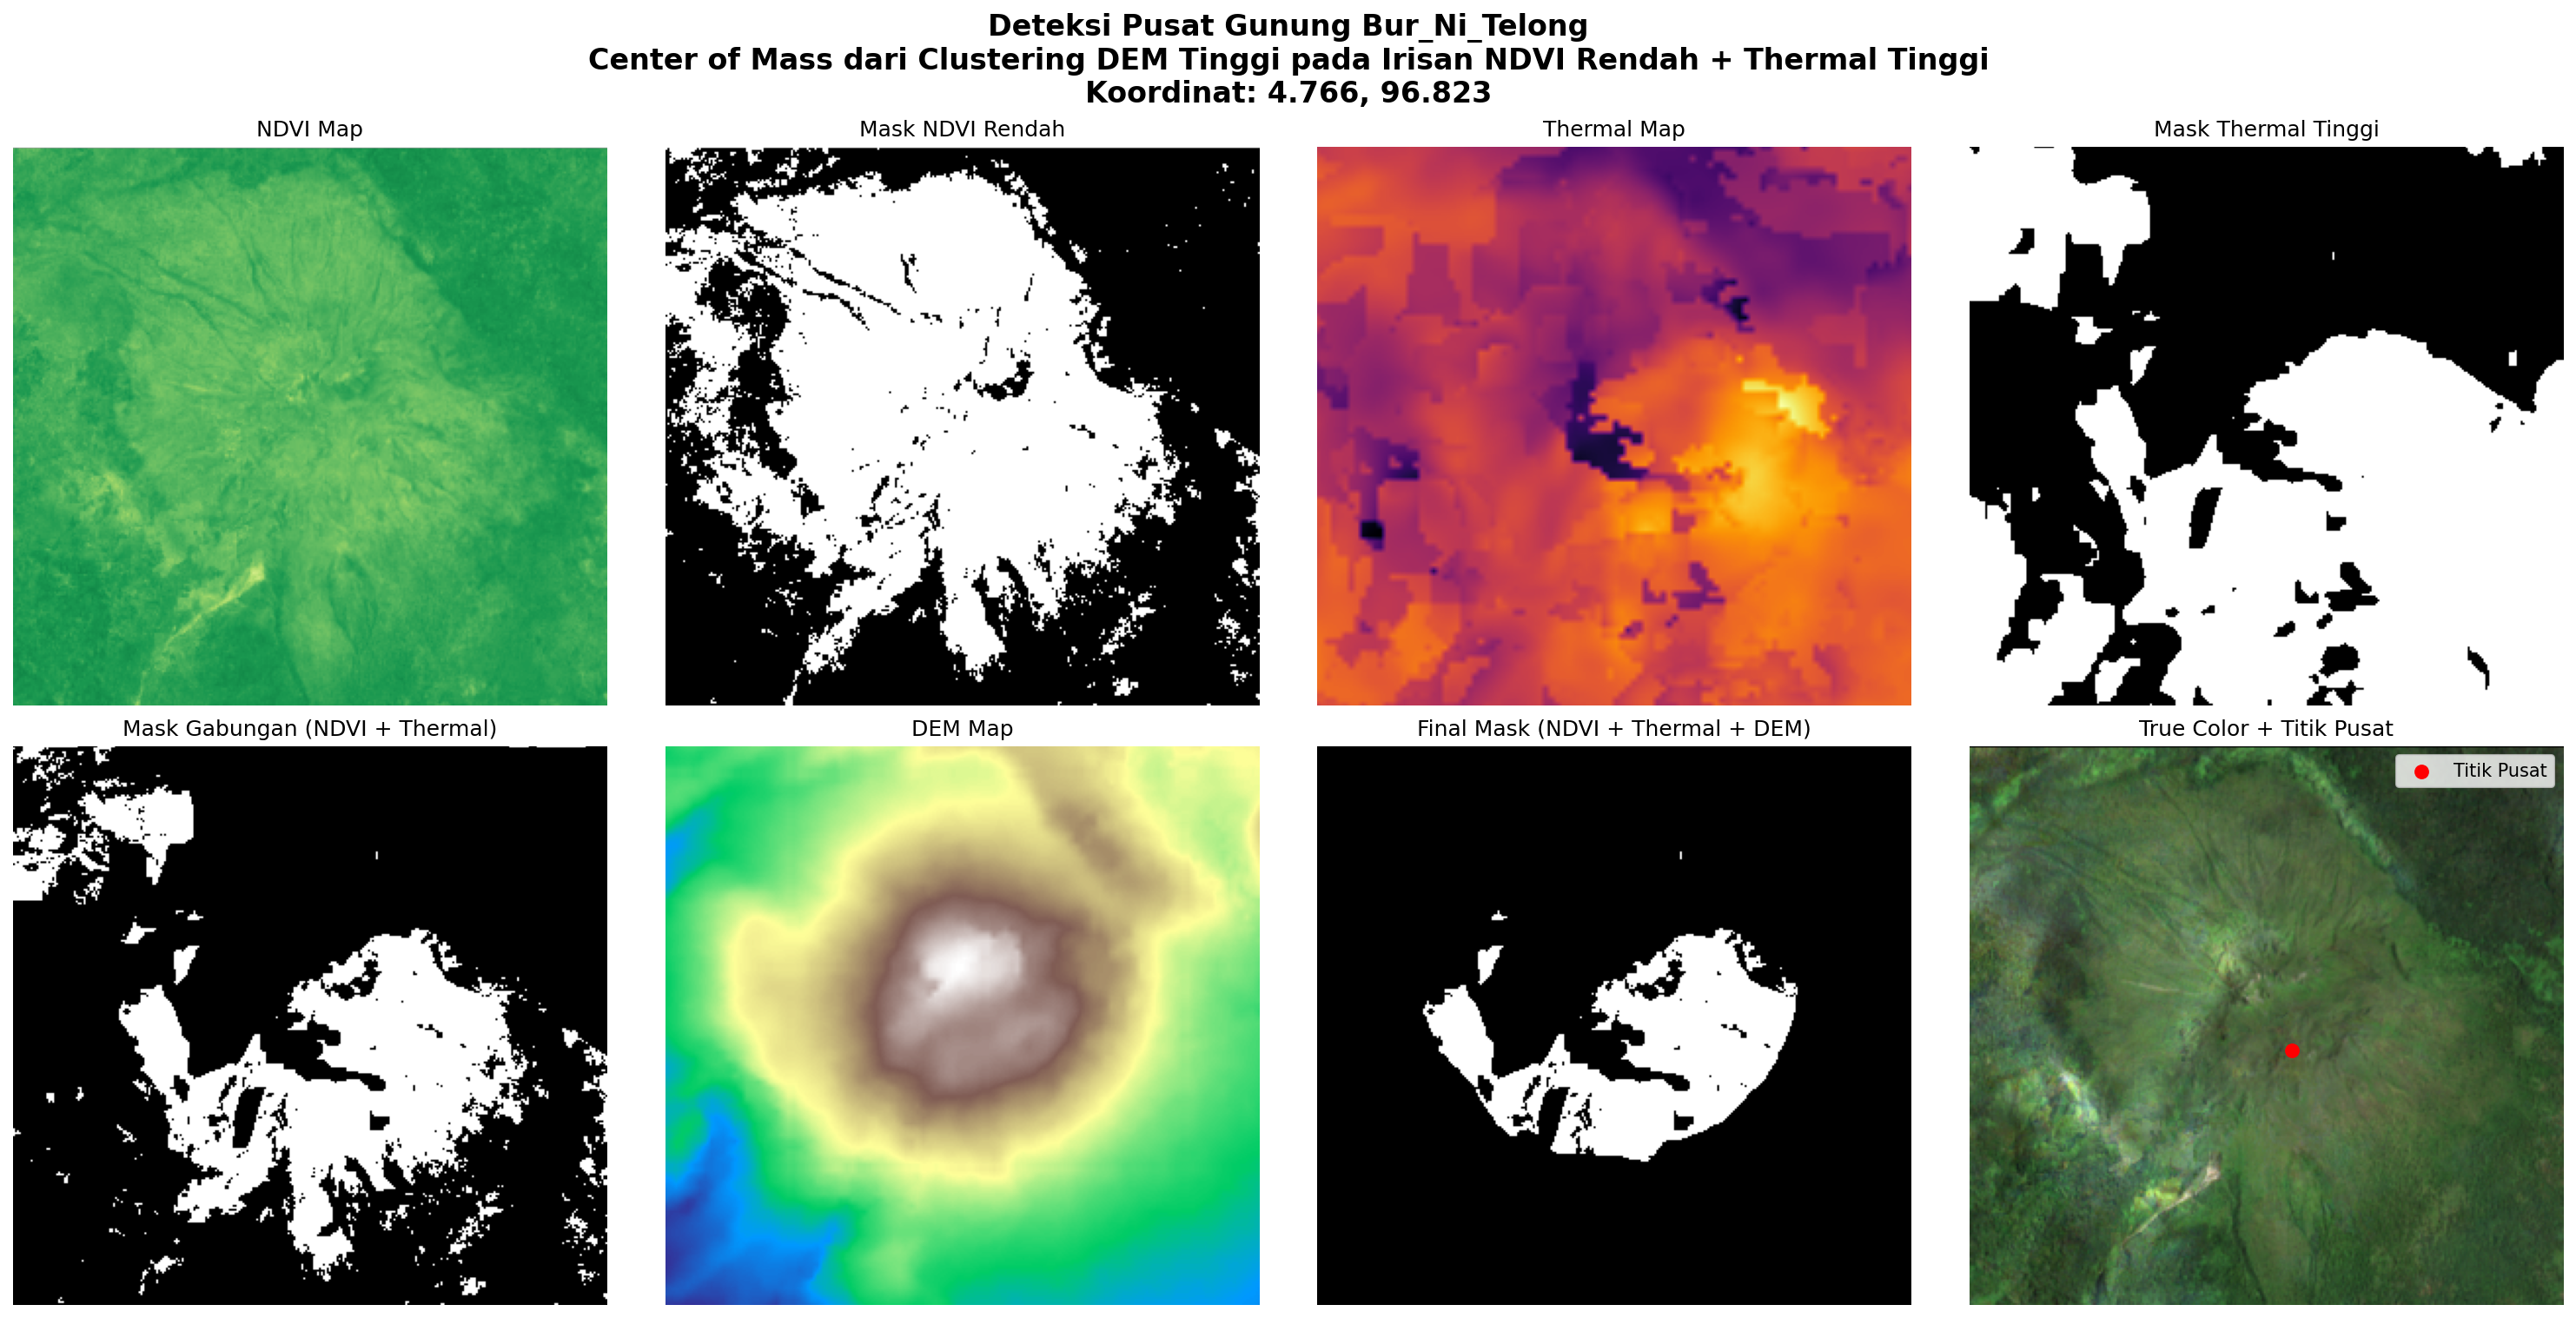 Deteksi Pusat Gunung Bur_Ni_Telong
Center of Mass dari Clustering DEM Tinggi pada Irisan NDVI Rendah + Thermal Tinggi
Koordinat: 4.766, 96.823
NDVI Map
Mask NDVI Rendah
Thermal Map
Mask Thermal Tinggi
Mask Gabungan (NDVI + Thermal)
DEM Map
Final Mask (NDVI + Thermal + DEM)
True Color + Titik Pusat
Titik Pusat